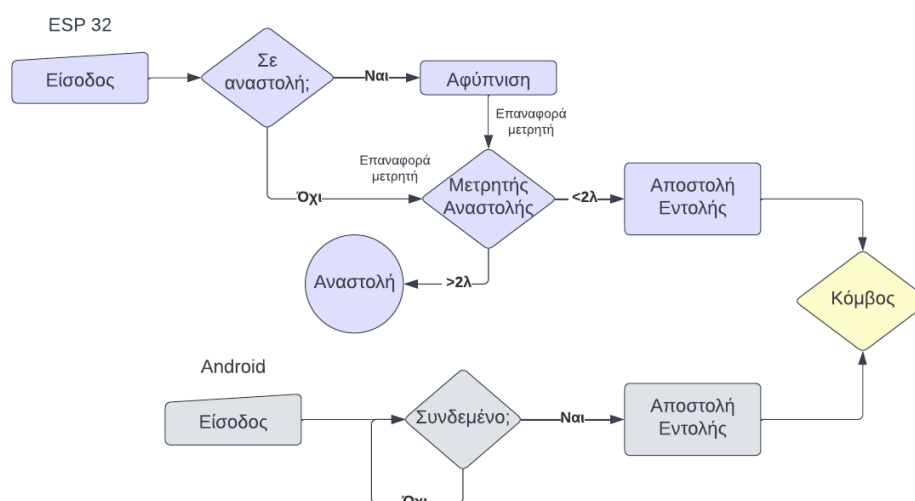 ESP 32
Είσοδος
Σε
αναστολή;
Ναι
Αφύπνιση
Επαναφορά
μετρητή
Επαναφορά
μετρητή
Όχι
Μετρητής
Αναστολής
<2λ
Αποστολή
Εντολής
Αναστολή
>2λ
Κόμβος
Android
Είσοδος
Συνδεμένο;
Ναι
Αποστολή
Εντολής
Όχι